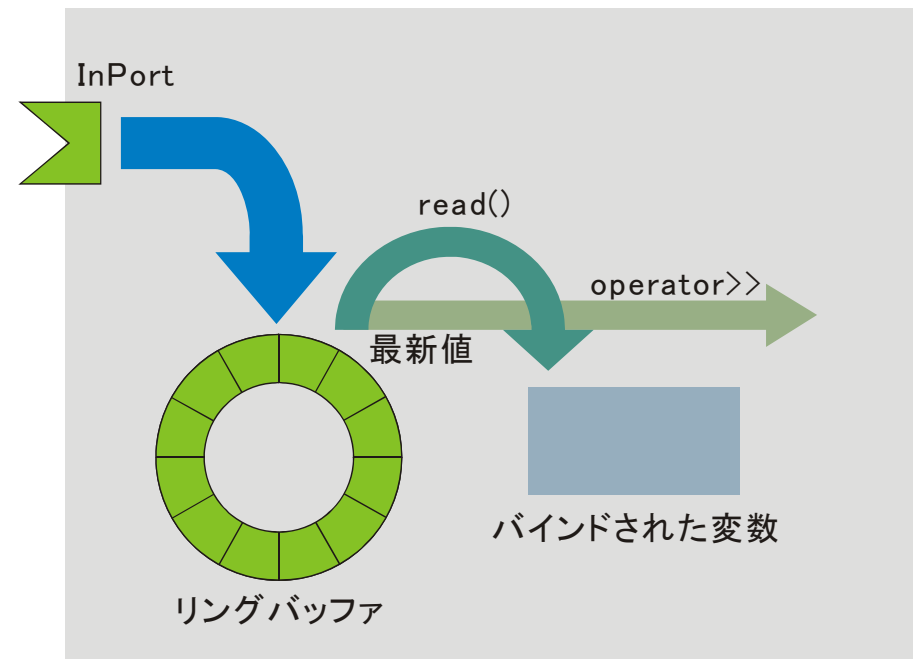 InPort
read()
operator>>
最新値
バインドされた変数
リングバッファ